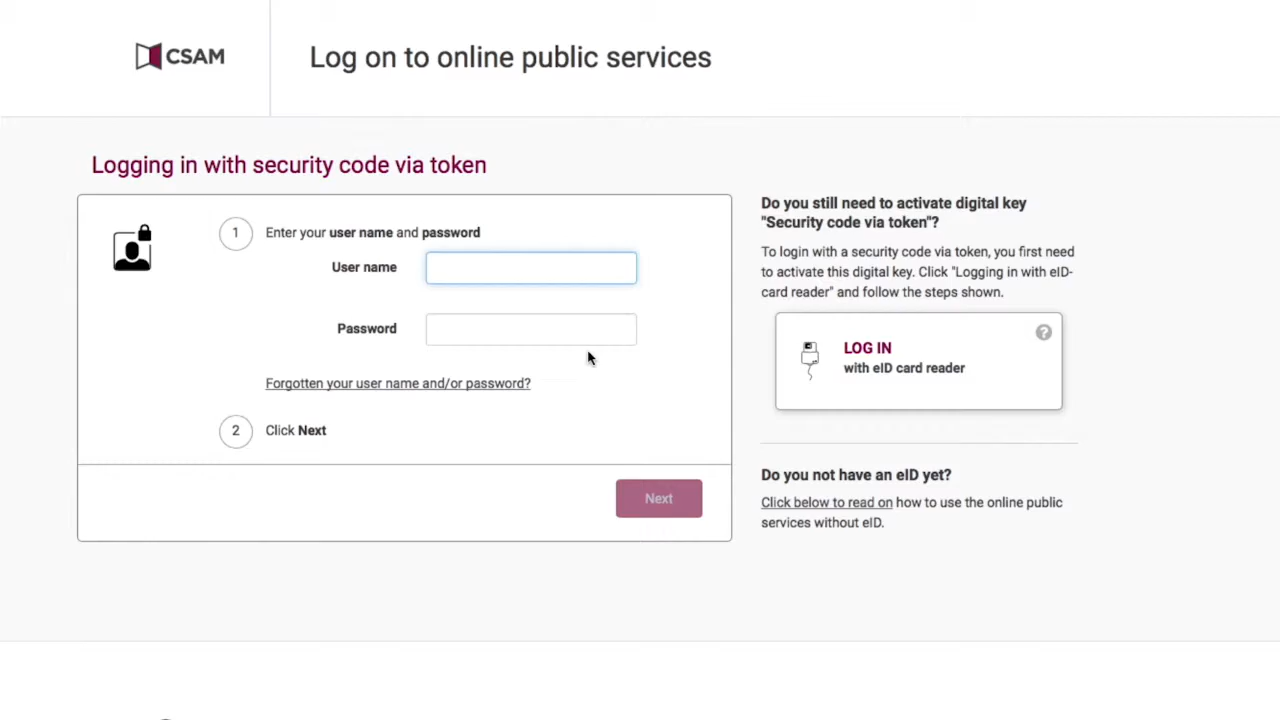 CSAM
Log on to online public services
Logging in with security code via token
1
Enter your user name and password
User name
Password
Forgotten your user name and/or password?
2
Click Next
Next
Do you still need to activate digital key
"Security code via token"?
To login with a security code via token, you first need
to activate this digital key. Click "Logging in with eID-
card reader" and follow the steps shown.
?
LOG IN
with eID card reader
Do you not have an eID yet?
Click below to read on how to use the online public
services without eID.